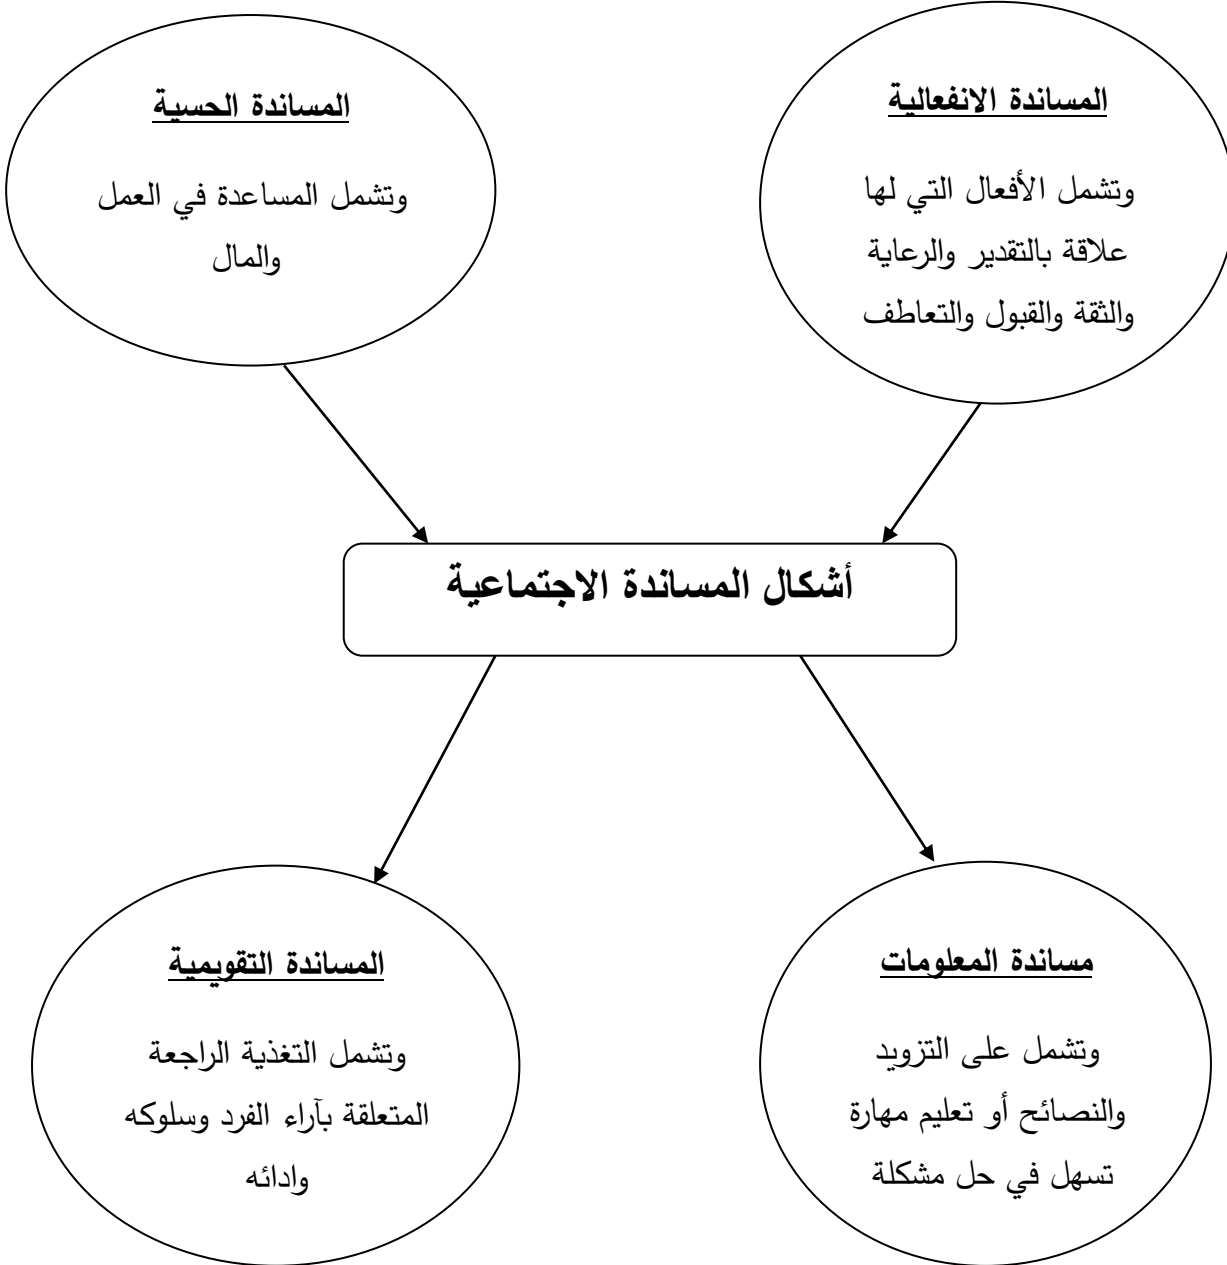 المساندة الانفعالية
وتشمل الأفعال التي لها
علاقة بالتقدير والرعاية
والثقة والقبول والتعاطف
المساندة الحسية
وتشمل المساعدة في العمل
والمال
أشكال المساندة الاجتماعية
مساندة المعلومات
وتشمل على التزويد
والنصائح أو تعليم مهارة
تسهل في حل مشكلة
المساندة التقويمية
وتشمل التغذية الراجعة
المتعلقة بآراء الفرد وسلوكه
وادائه